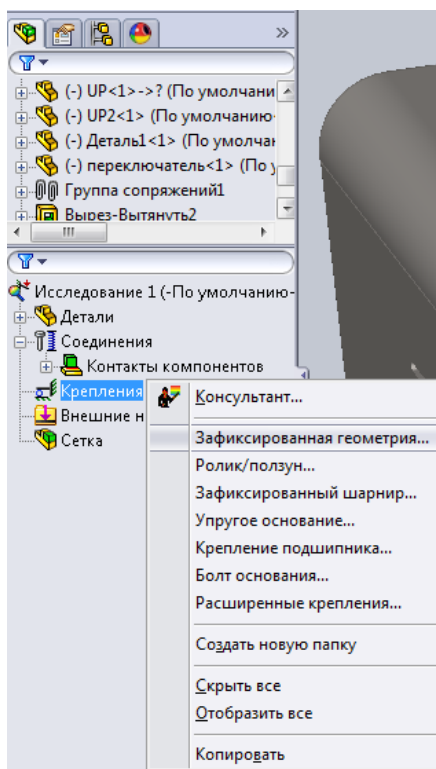 (-) UP<1>->? (По умолчани
(-) UP2<1> (По умолчанию
(-) Деталь1<1> (По умолчан
(-) переключатель<1> (По у
Группа сопряжений1
Вырез-Вытянуть2
Исследование 1 (-По умолчанию-
Детали
Соединения
Контакты компонентов
Крепления
Внешние н
Сетка
Консультант...
Зафиксированная геометрия...
Ролик/ползун...
Зафиксированный шарнир...
Упругое основание...
Крепление подшипника...
Болт основания...
Расширенные крепления...
Создать новую папку
Скрыть все
Отобразить все
Копировать